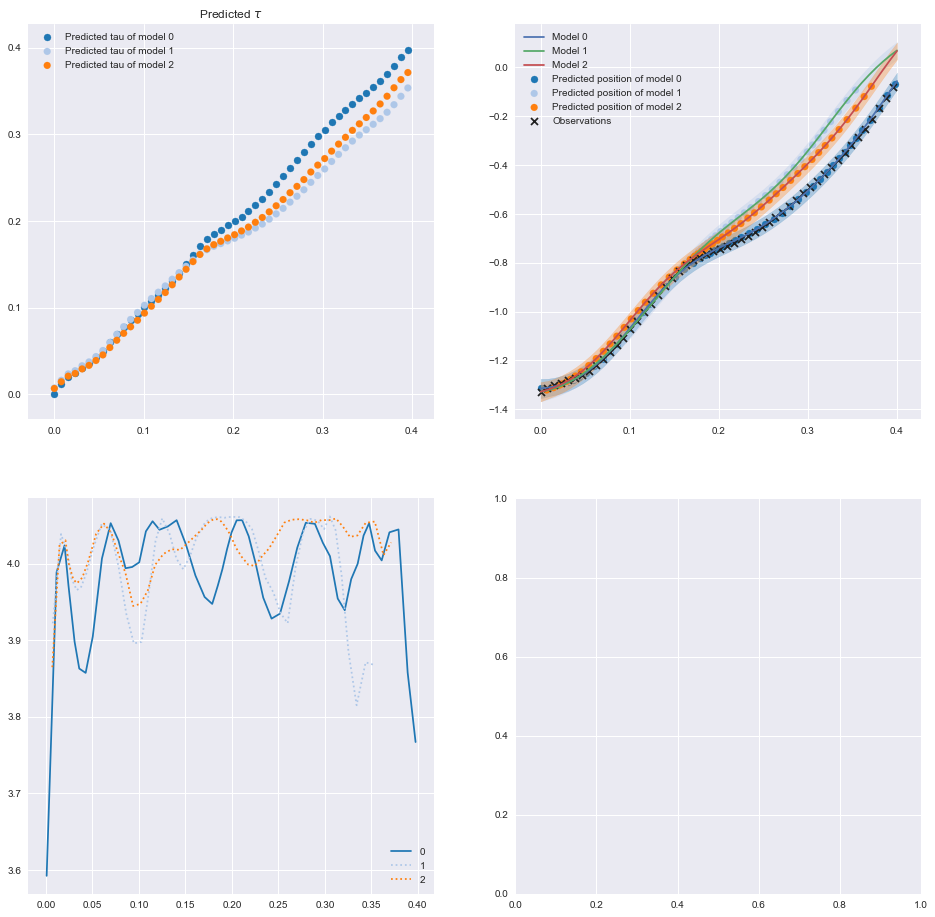 Predicted τ
Predicted tau of model 0
Predicted tau of model 1
Predicted tau of model 2
0.4
0.3
0.2
0.1
0.0
0.0 0.1 0.2 0.3 0.4
Model 0
Model 1
Model 2
Predicted position of model 0
Predicted position of model 1
Predicted position of model 2
Observations
0.0
−0.2
−0.4
−0.6
−0.8
−1.0
−1.2
−1.4
0.0 0.1 0.2 0.3 0.4
4.0
3.9
3.8
3.7
3.6
0
1
2
0.00 0.05 0.10 0.15 0.20 0.25 0.30 0.35 0.40
1.0
0.8
0.6
0.4
0.2
0.0
0.0 0.2 0.4 0.6 0.8 1.0